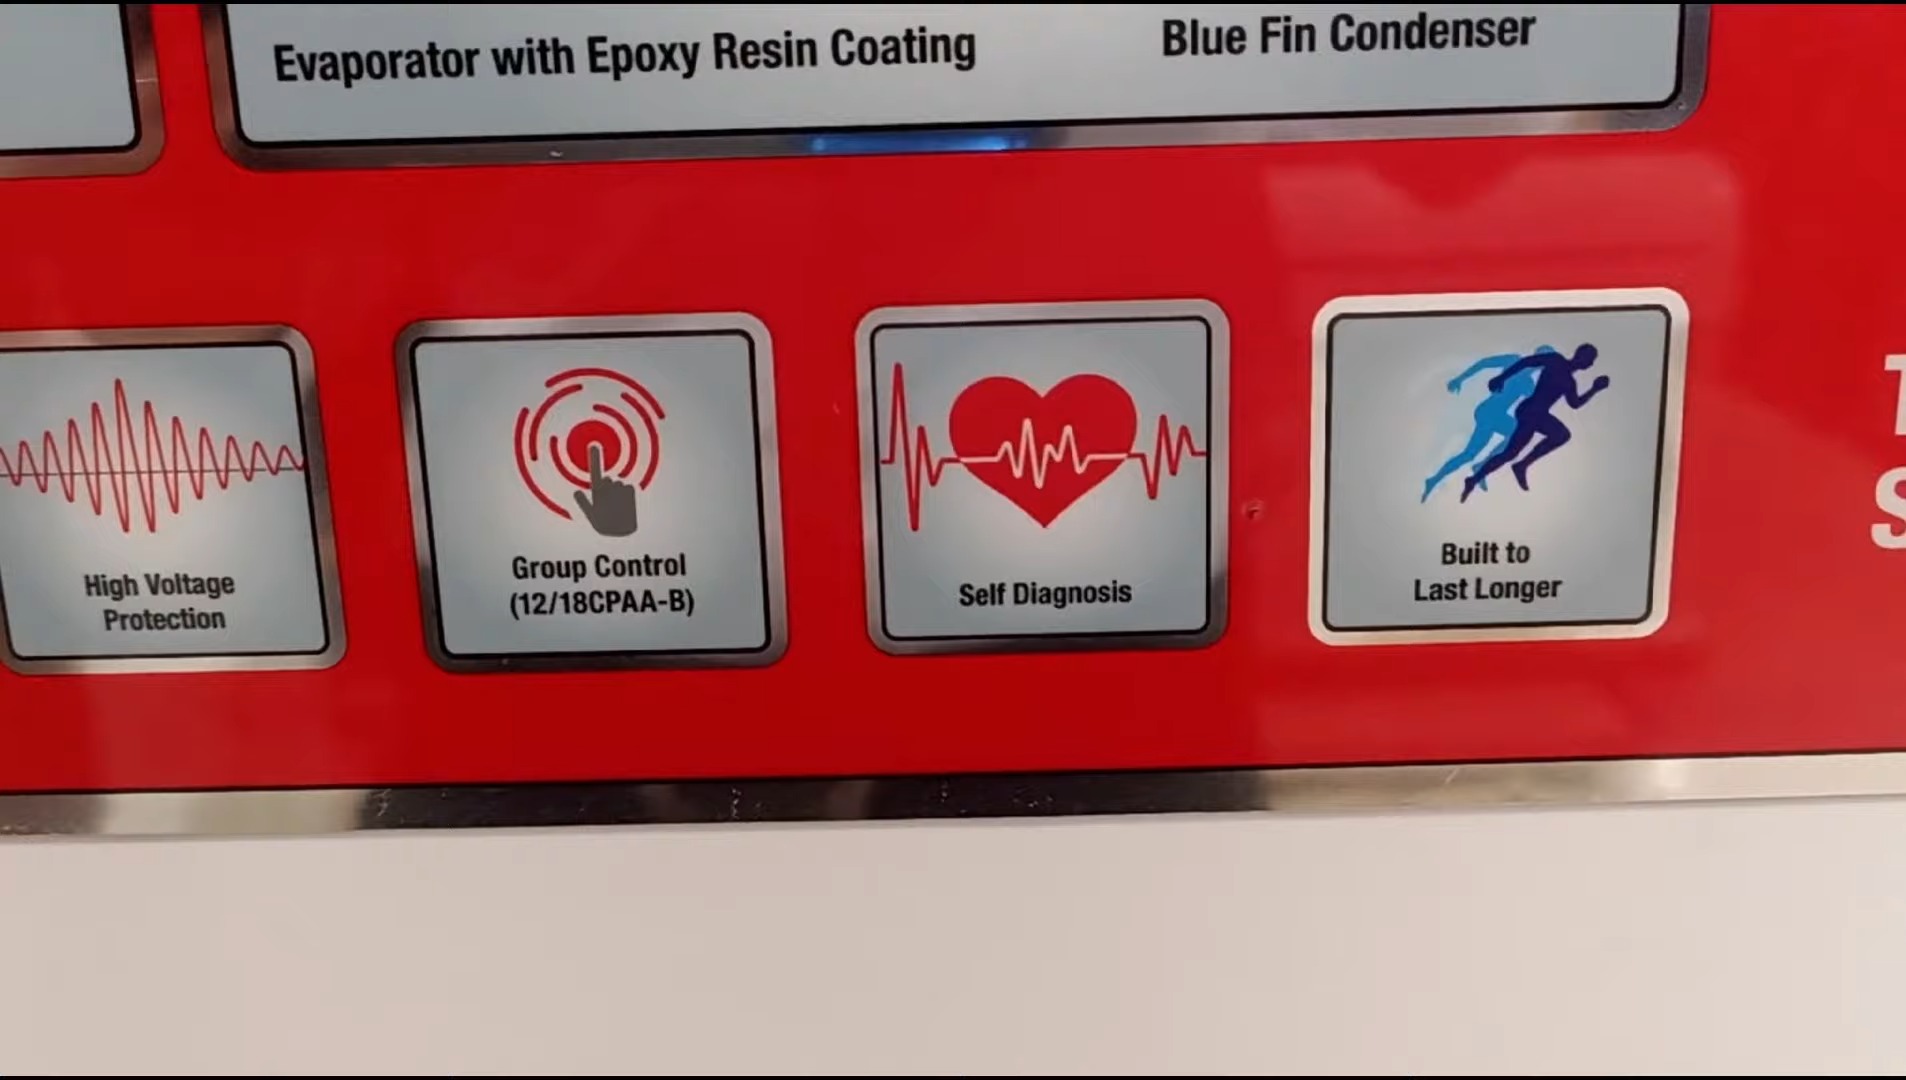 Evaporator with Epoxy Resin Coating
Blue Fin Condenser
High Voltage
Protection
Group Control
(12/18CPAA-B)
Self Diagnosis
Built to
Last Longer